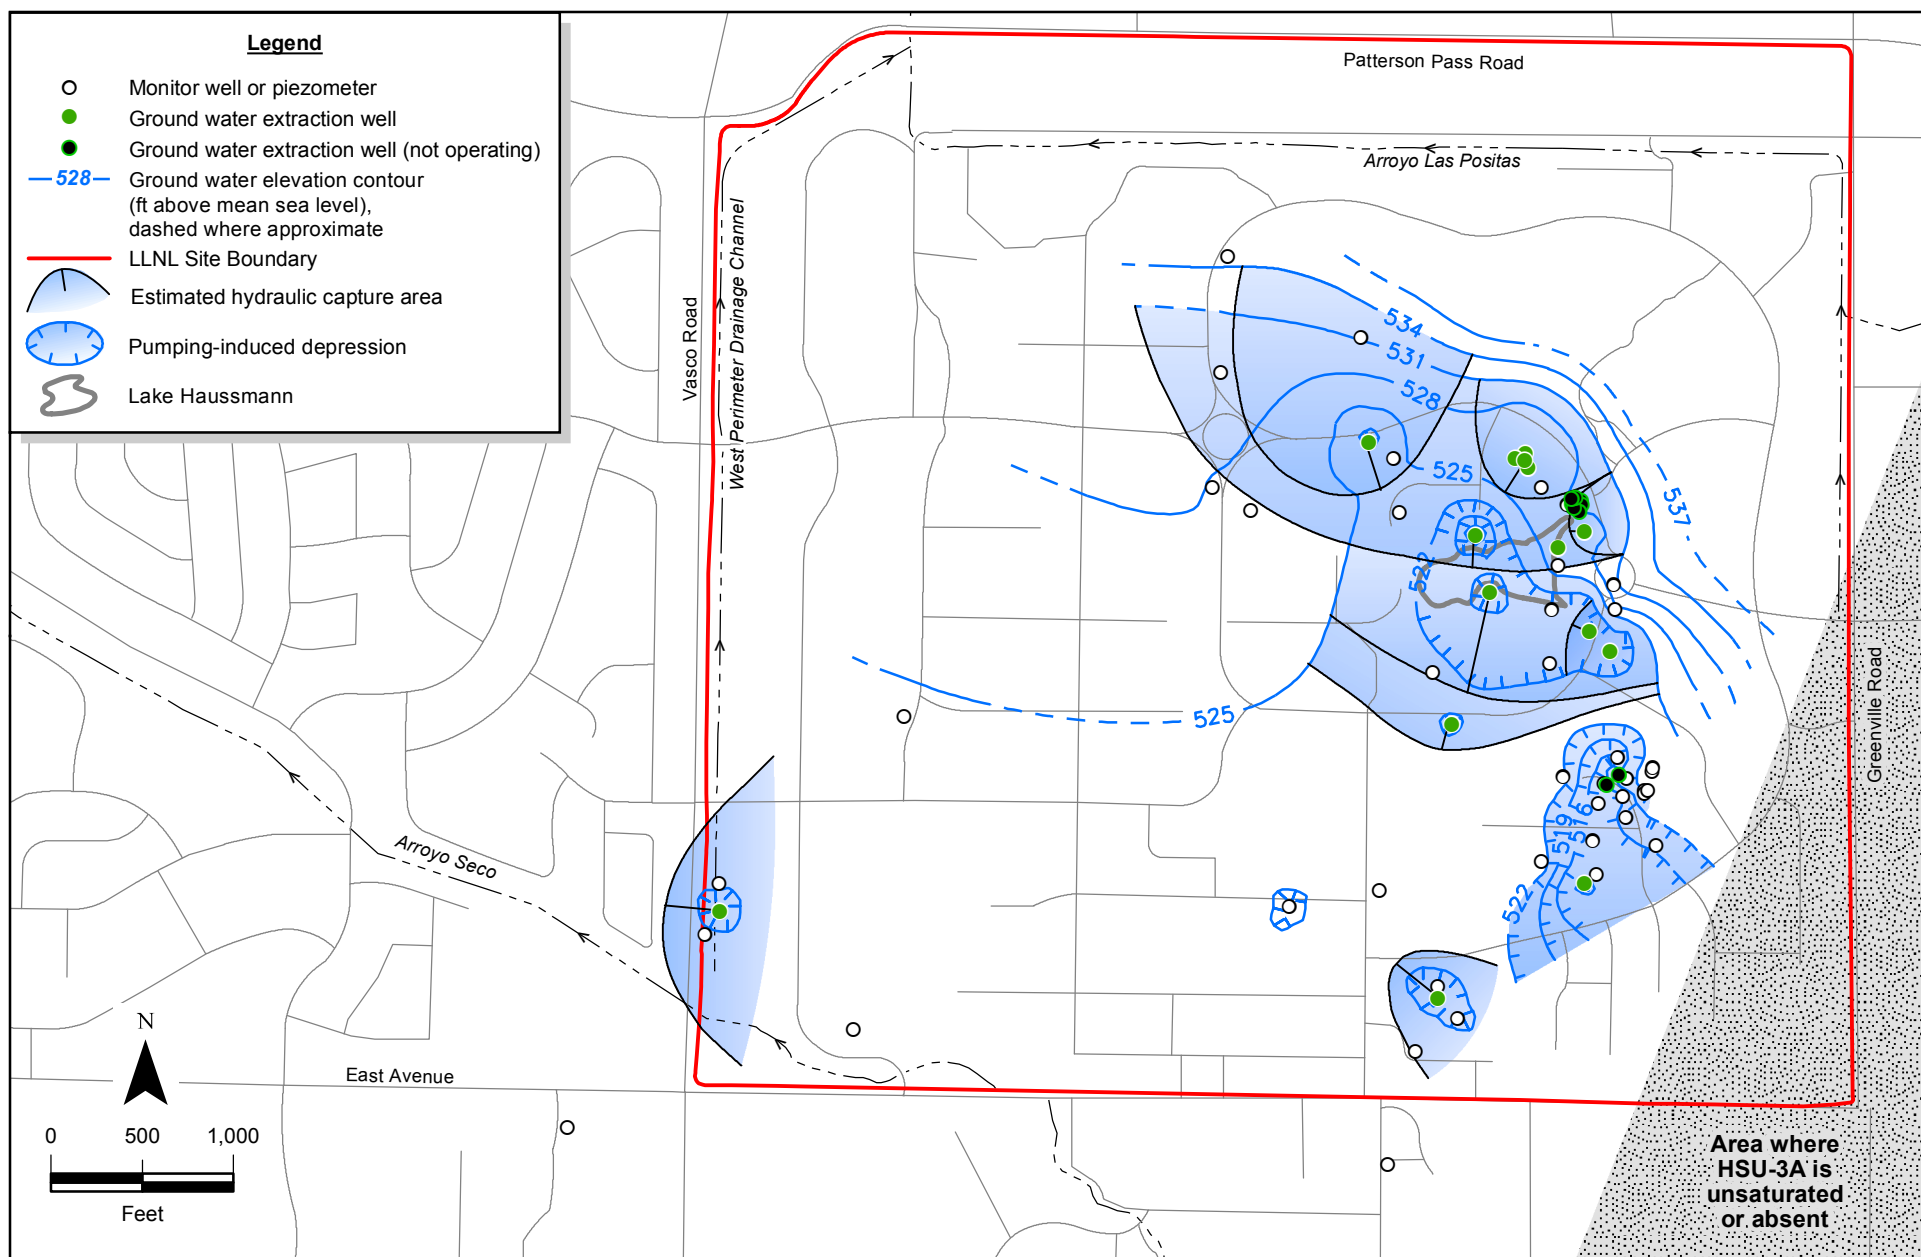 Legend
Monitor well or piezometer
Ground water extraction well
Ground water extraction well (not operating)
528
Ground water elevation contour
(ft above mean sea level),
dashed where approximate
LLNL Site Boundary
Estimated hydraulic capture area
Pumping-induced depression
Lake Haussmann
Patterson Pass Road
Arroyo Las Positas
West Perimeter Drainage Channel
Vasco Road
534
531
528
525
537
522
525
Greenville Road
519
516
522
Arroyo Seco
East Avenue
N
0 500 1,000
Feet
Area where
HSU-3A is
unsaturated
or absent